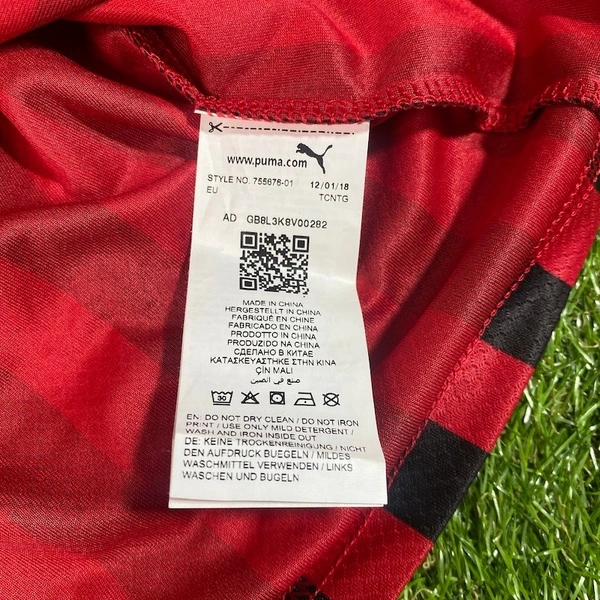 www.puma.com
STYLE NO. 755676-01 12/01/18
EU TCNTG
AD GB8L3K8V00282
MADE IN CHINA
HERGESTELLT IN CHINA
FABRIQUÉ EN CHINE
FABRICADO EN CHINA
PRODOTTO IN CHINA
PRODUZIDO NA CHINA
СДЕЛАНО В КИТАЕ
ΚΑΤΑΣΚΕΥΑΣΤΗΚΕ ΣΤΗΝ ΚΙΝΑ
ÇİN MALI
صنع في الصين
30
EN: DO NOT DRY CLEAN / DO NOT IRON
PRINT / USE ONLY MILD DETERGENT /
WASH AND IRON INSIDE OUT
DE: KEINE TROCKENREINIGUNG / NICHT
DEN AUFDRUCK BUEGELN / MILDES
WASCHMITTEL VERWENDEN / LINKS
WASCHEN UND BUGELN